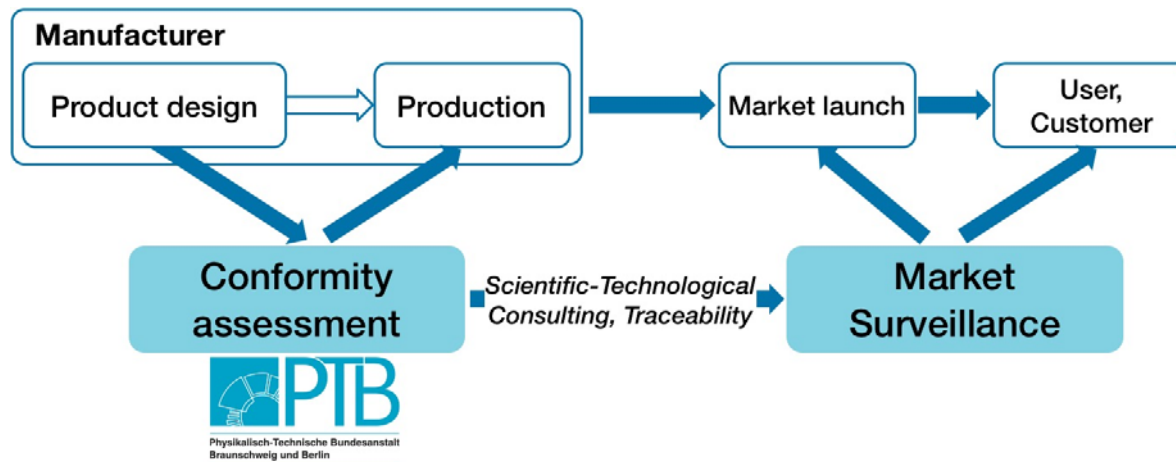 Manufacturer
Product design
Production
Market launch
User,
Customer
Conformity
assessment
Scientific-Technological
Consulting, Traceability
Market
Surveillance
PTB
Physikalisch-Technische Bundesanstalt
Braunschweig und Berlin